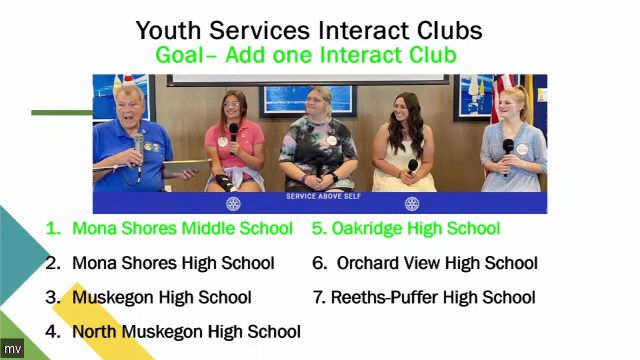 Youth Services Interact Clubs
Goal– Add one Interact Club
SERVICE ABOVE SELF
1. Mona Shores Middle School
2. Mona Shores High School
3. Muskegon High School
4. North Muskegon High School
5. Oakridge High School
6. Orchard View High School
7. Reeths-Puffer High School
mv